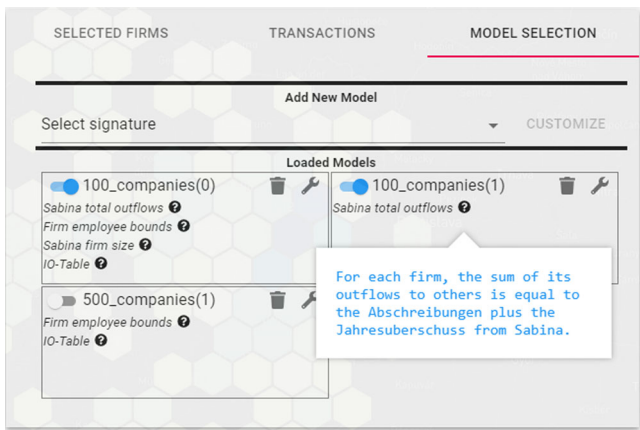 SELECTED FIRMS TRANSACTIONS MODEL SELECTION
Add New Model
Select signature CUSTOMIZE
Loaded Models
100_companies(0)
Sabina total outflows ?
Firm employee bounds ?
Sabina firm size ?
IO-Table ?
100_companies(1)
Sabina total outflows ?
For each firm, the sum of its
outflows to others is equal to
the Abschreibungen plus the
Jahresuberschuss from Sabina.
500_companies(1)
Firm employee bounds ?
IO-Table ?